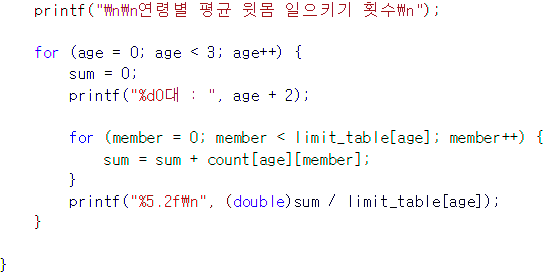 printf("₩n₩n연령별 평균 윗몸 일으키기 횟수₩n");
for (age = 0; age < 3; age++) {
sum = 0;
printf("%d0대 : ", age + 2);
for (member = 0; member < limit_table[age]; member++) {
sum = sum + count[age][member];
}
printf("%5.2f₩n", (double)sum / limit_table[age]);
}
}